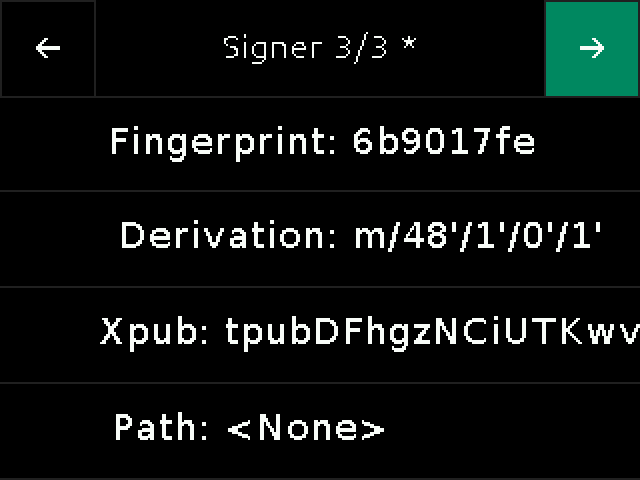 ← Signer 3/3 * →
Fingerprint: 6b9017fe
Derivation: m/48'/1'/0'/1'
Xpub: tpubDFhgzNCiUTKwv
Path: <None>